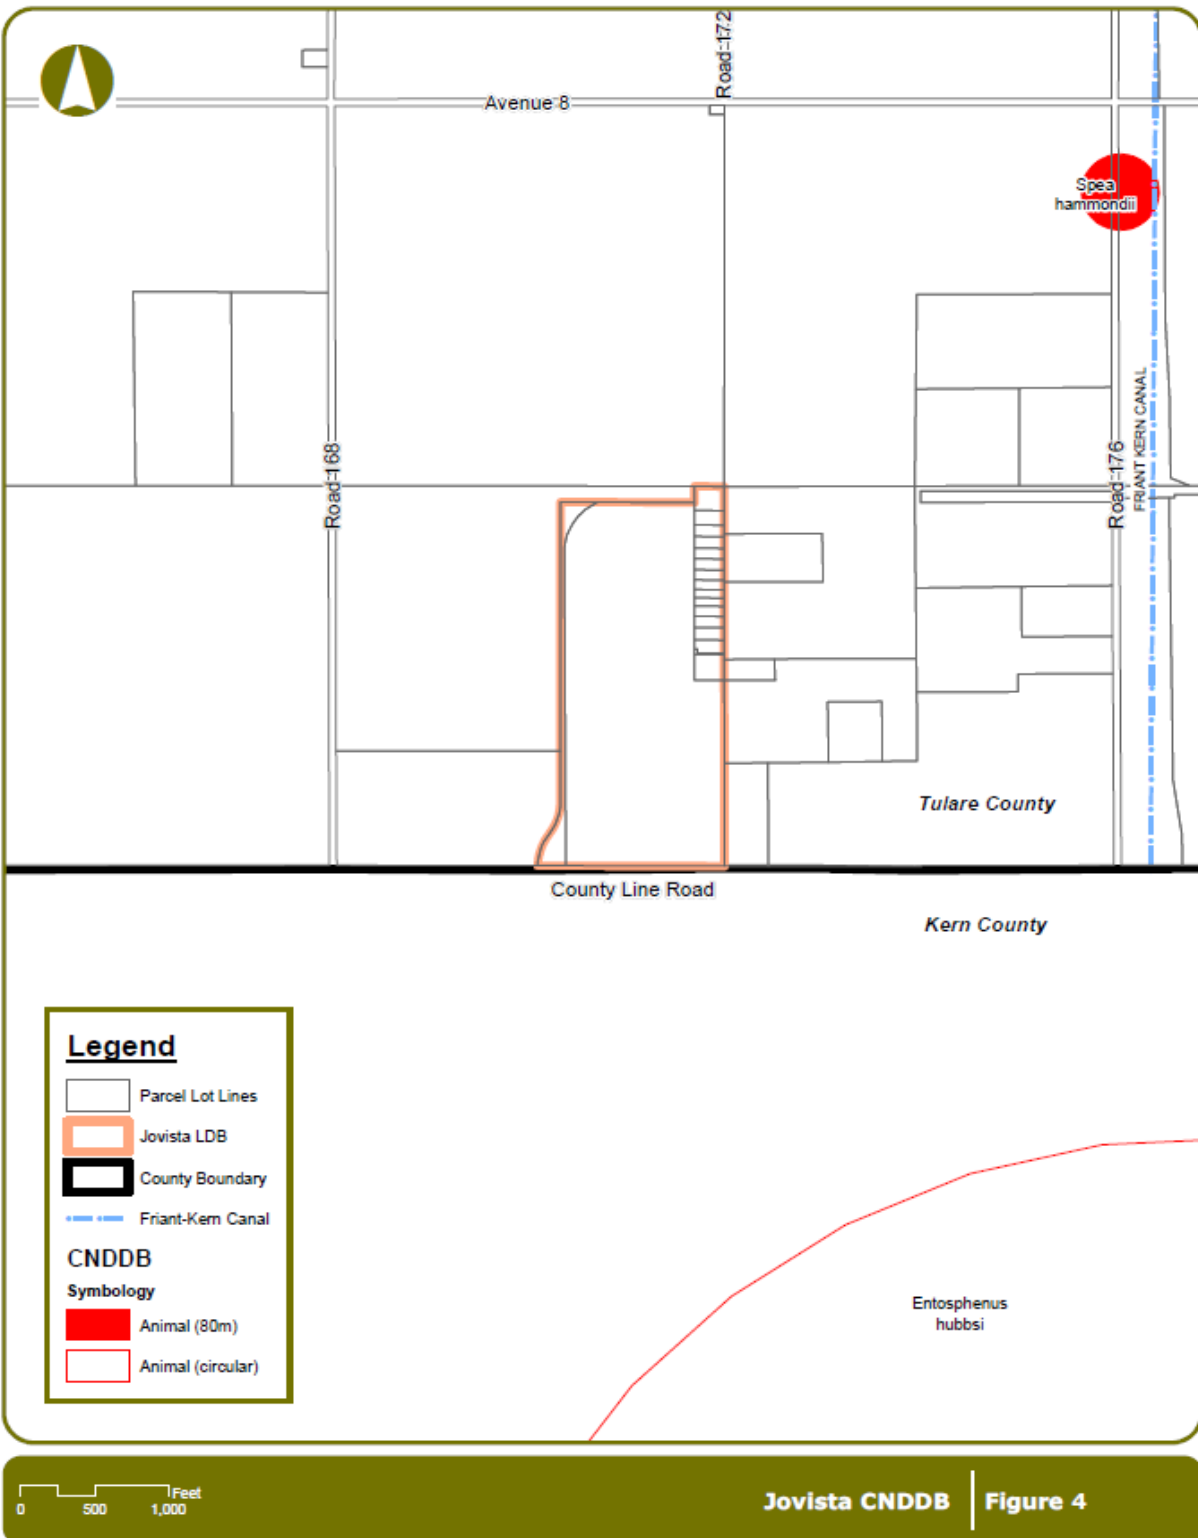 Road 172
Avenue 8
Spea
hammondii
Road 168
Road 176
FRIANT KERN CANAL
Tulare County
County Line Road
Kern County
Legend
Parcel Lot Lines
Jovista LDB
County Boundary
Friant-Kern Canal
CNDDB
Symbology
Animal (80m)
Animal (circular)
Entosphenus
hubbsi
Feet
0 500 1,000
Jovista CNDDB Figure 4